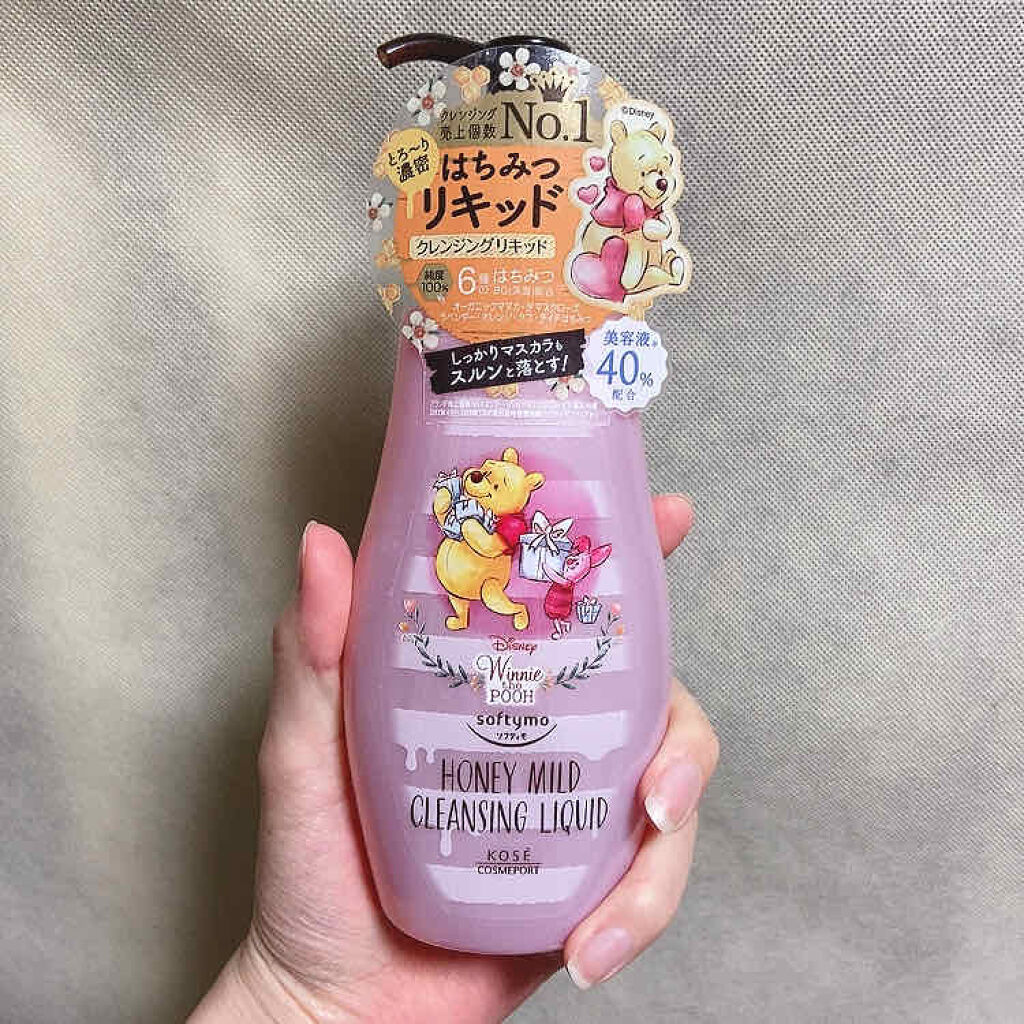 ©Disney
クレンジング
売上個数 No.1
とろ〜り
濃密
はちみつ
リキッド
クレンジングリキッド
純度
100%
6種の はちみつ
しっかりマスカラも
スルンと落とす!
美容液
40%
配合
Disney
Winnie
the
POOH
softymo
ソフティモ
HONEY MILD
CLEANSING LIQUID
KOSÉ
COSMEPORT